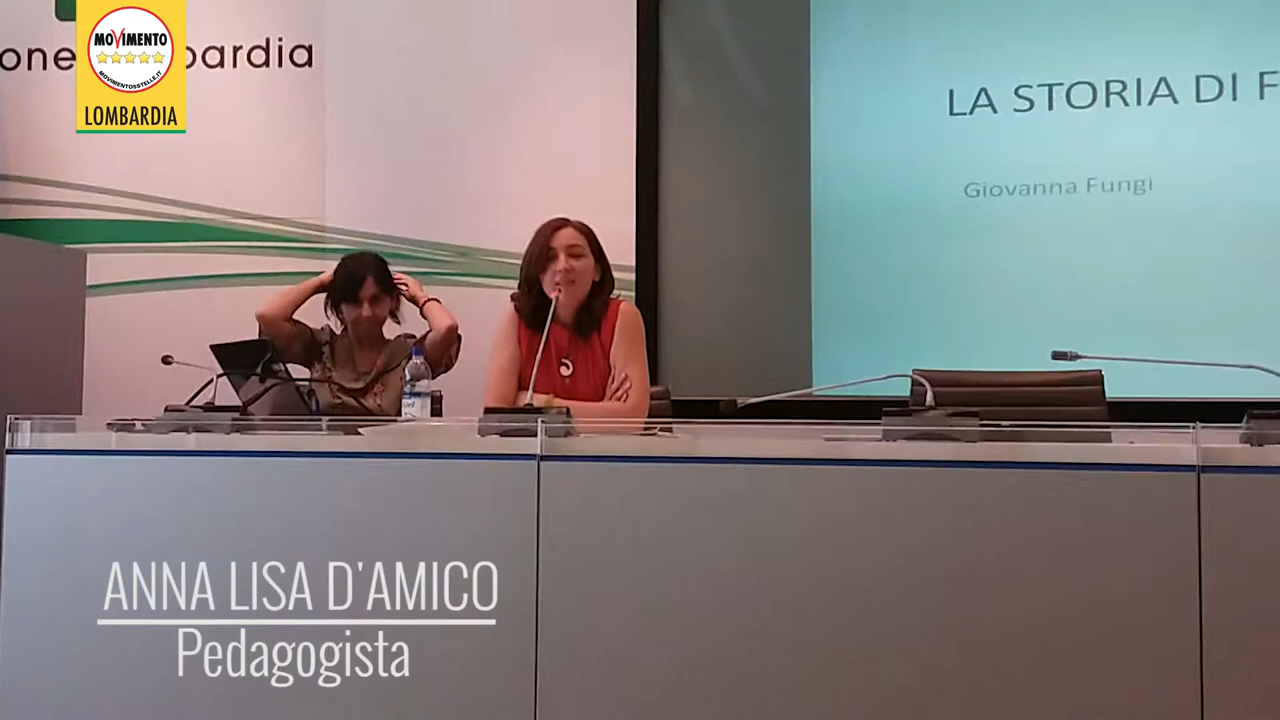 MOVIMENTO
MOVIMENTO5STELLE.IT
LOMBARDIA
one
bardia
LA STORIA DI F
Giovanna Fungi
ANNA LISA D'AMICO
Pedagogista